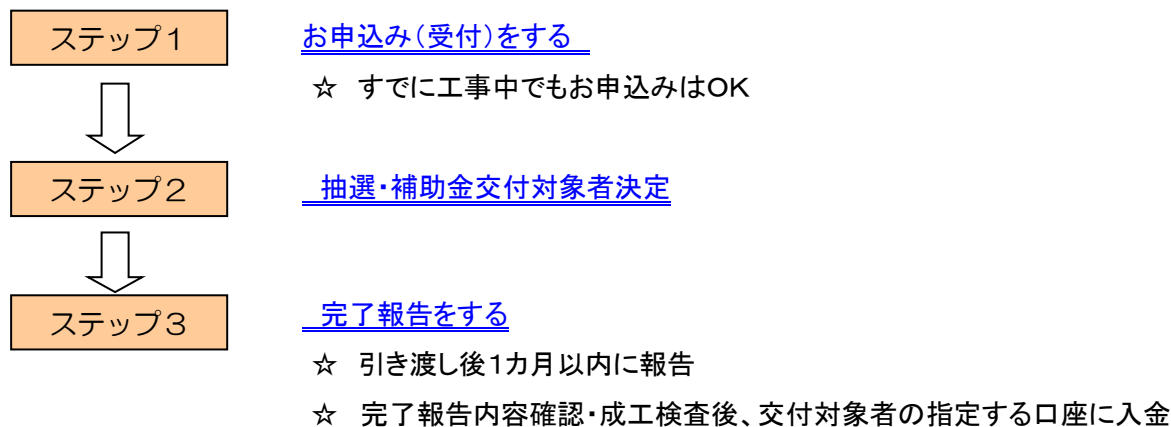 ステップ1 お申込み(受付)をする
☆ すでに工事中でもお申込みはOK
ステップ2 抽選・補助金交付対象者決定
ステップ3 完了報告をする
☆ 引き渡し後1カ月以内に報告
☆ 完了報告内容確認・成工検査後、交付対象者の指定する口座に入金